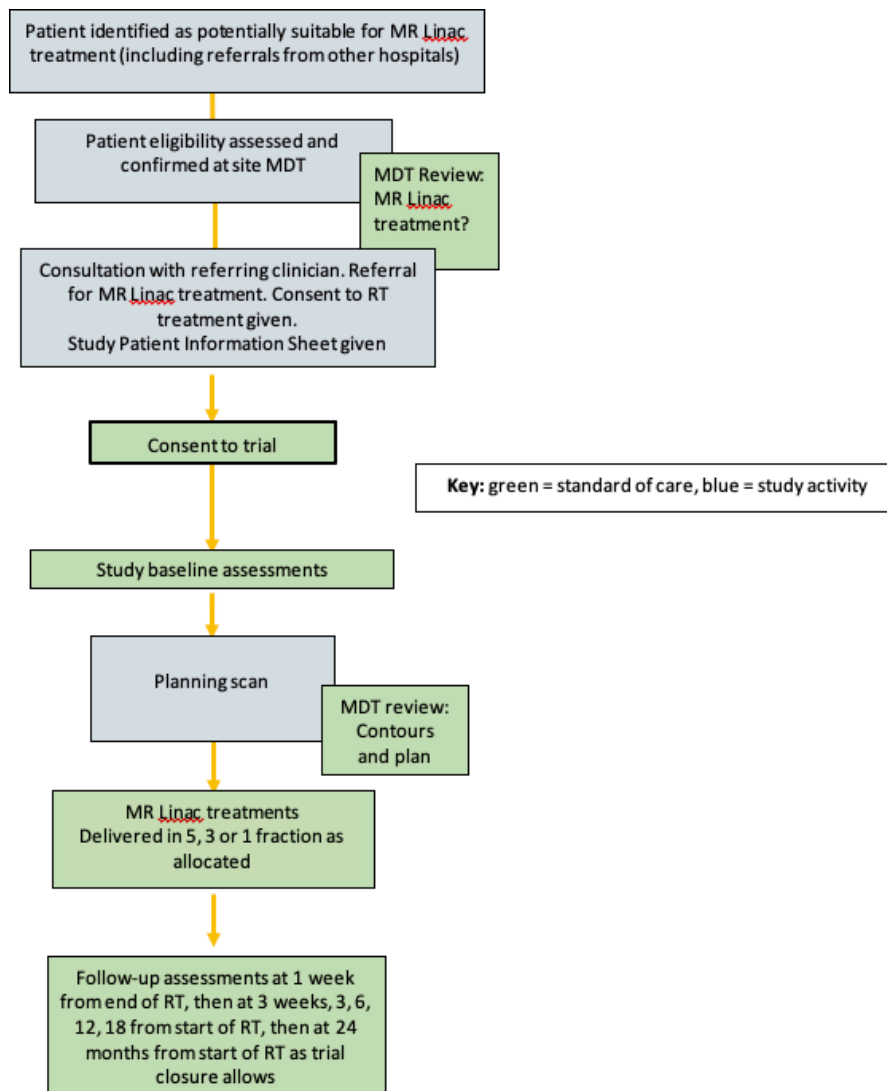 Patient identified as potentially suitable for MR Linac
treatment (including referrals from other hospitals)
Patient eligibility assessed and
confirmed at site MDT
MDT Review:
MR Linac
treatment?
Consultation with referring clinician. Referral
for MR Linac treatment. Consent to RT
treatment given.
Study Patient Information Sheet given
Consent to trial
Key: green = standard of care, blue = study activity
Study baseline assessments
Planning scan
MDT review:
Contours
and plan
MR Linac treatments
Delivered in 5, 3 or 1 fraction as
allocated
Follow-up assessments at 1 week
from end of RT, then at 3 weeks, 3, 6,
12, 18 from start of RT, then at 24
months from start of RT as trial
closure allows